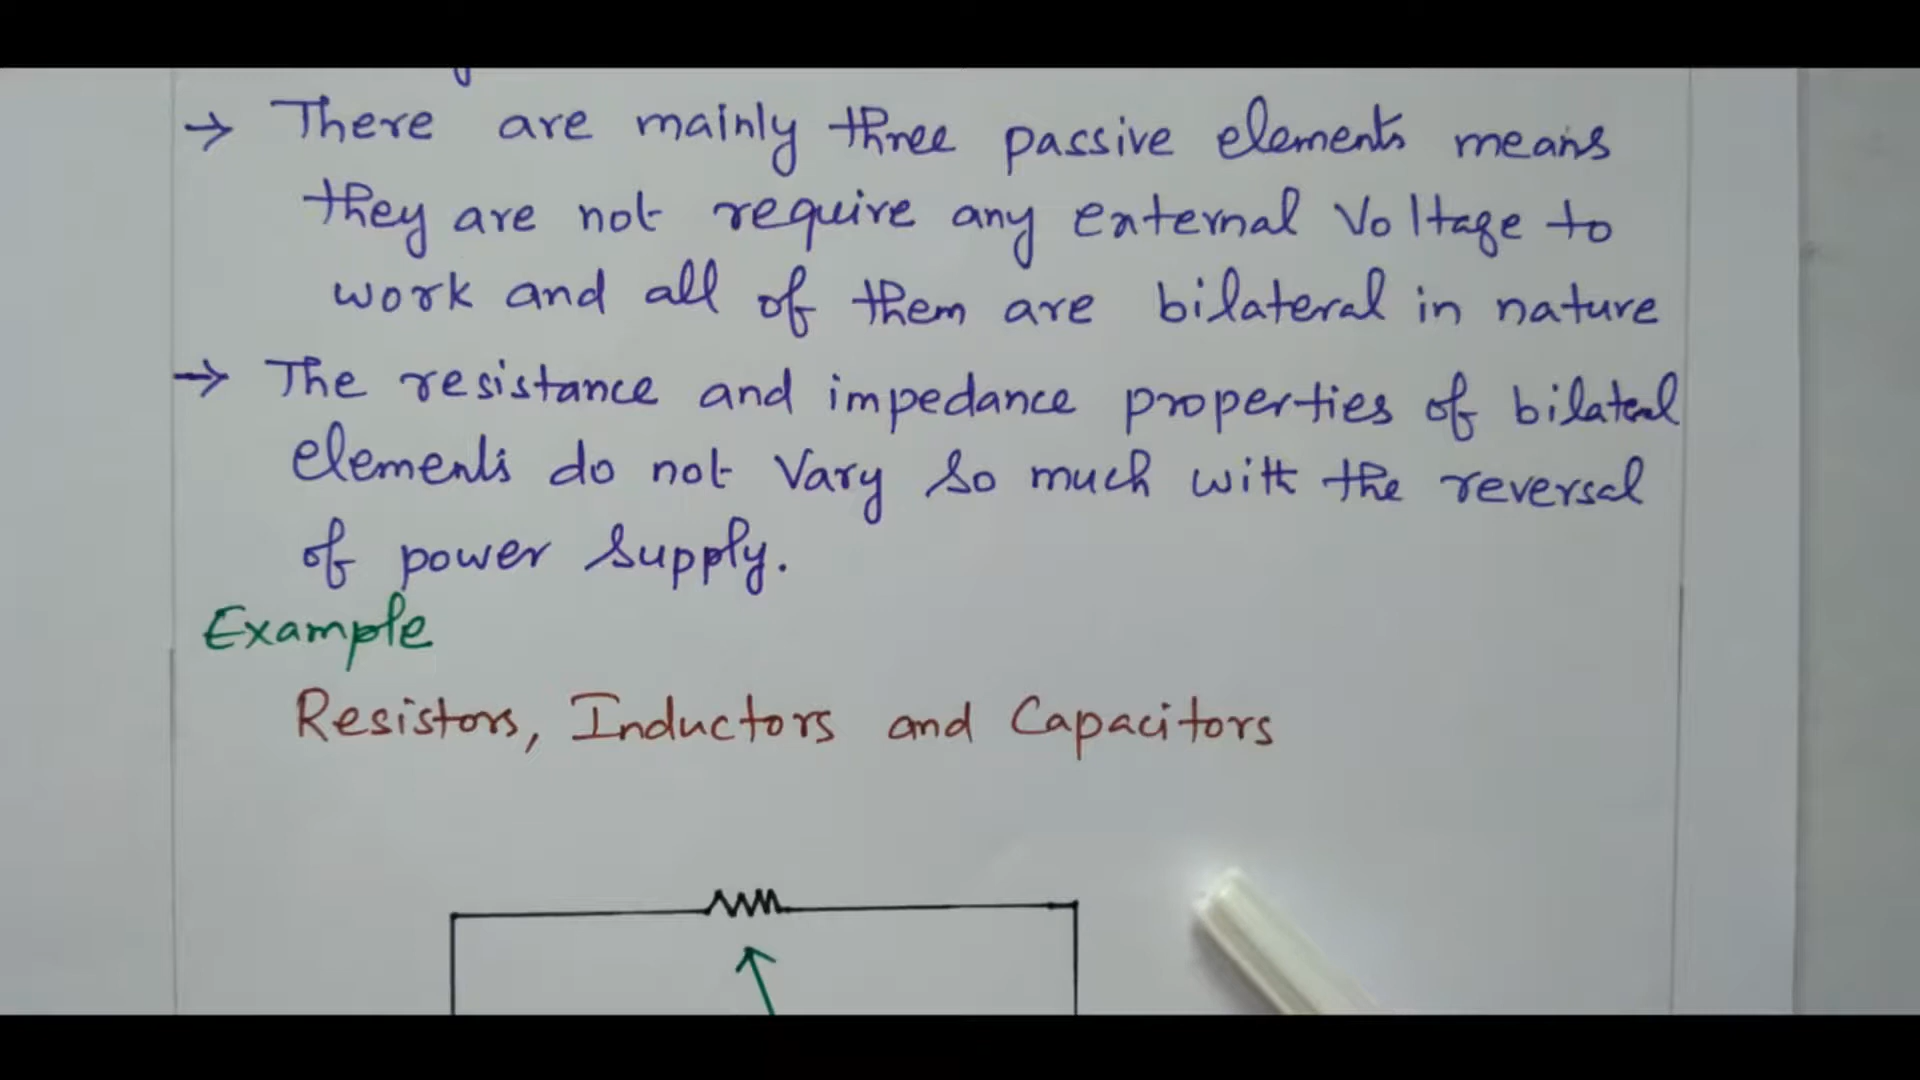 → There are mainly three passive elements means
they are not require any external Voltage to
work and all of them are bilateral in nature
→ The resistance and impedance properties of bilateral
elements do not vary so much with the reversal
of power supply.
Example
Resistors, Inductors and Capacitors